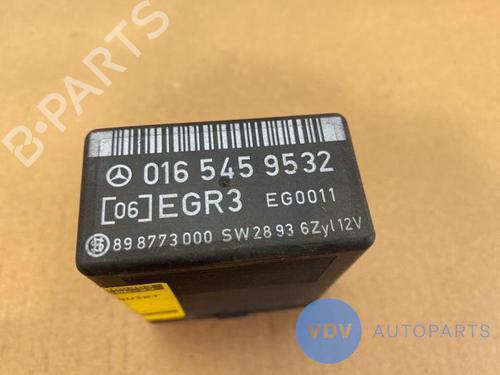 016 545 9532
[06] EGR3 EG0011
89 8773 000 SW 28 93 6Zyl 12V
B-PARTS
VDV AUTOPARTS